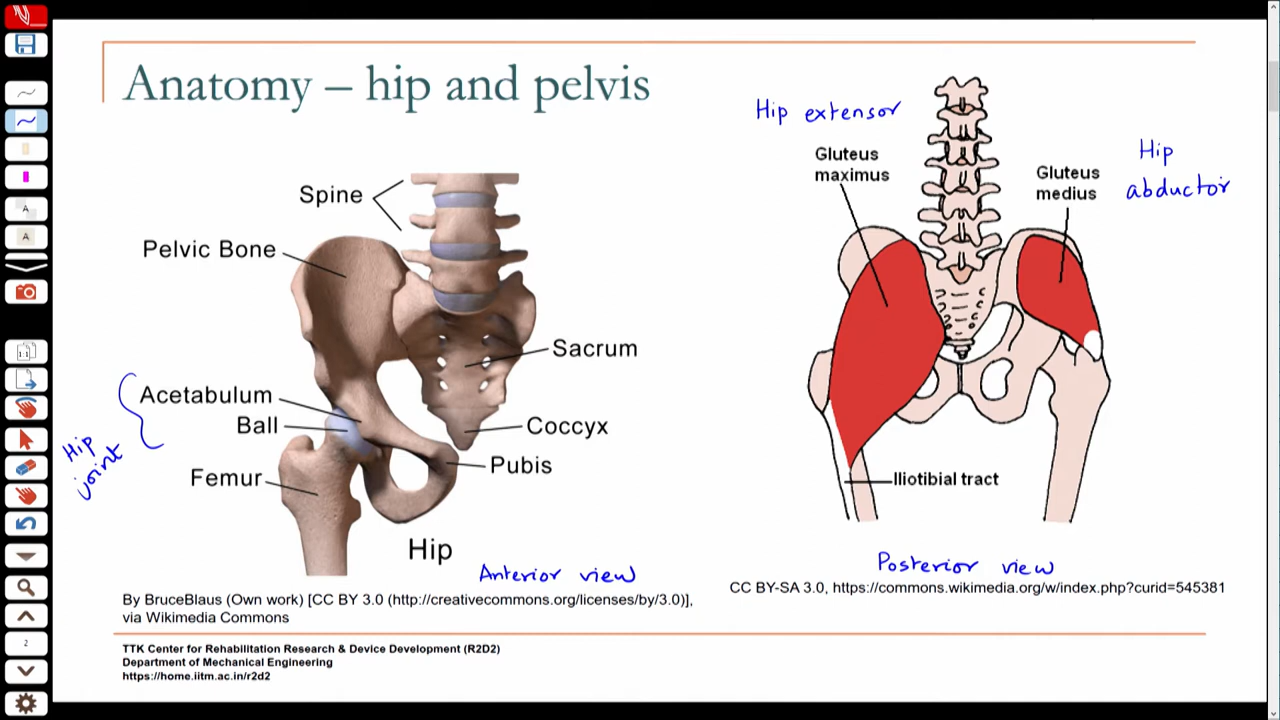 Anatomy – hip and pelvis
Spine
Pelvic Bone
Acetabulum
Ball
Femur
Hip
joint
Sacrum
Coccyx
Pubis
Hip
Anterior view
By BruceBlaus (Own work) [CC BY 3.0 (http://creativecommons.org/licenses/by/3.0)],
via Wikimedia Commons
Hip extensor
Gluteus
maximus
Gluteus
medius
Hip
abductor
Iliotibial tract
Posterior view
CC BY-SA 3.0, https://commons.wikimedia.org/w/index.php?curid=545381
TTK Center for Rehabilitation Research & Device Development (R2D2)
Department of Mechanical Engineering
https://home.iitm.ac.in/r2d2
A
A
1:1
2